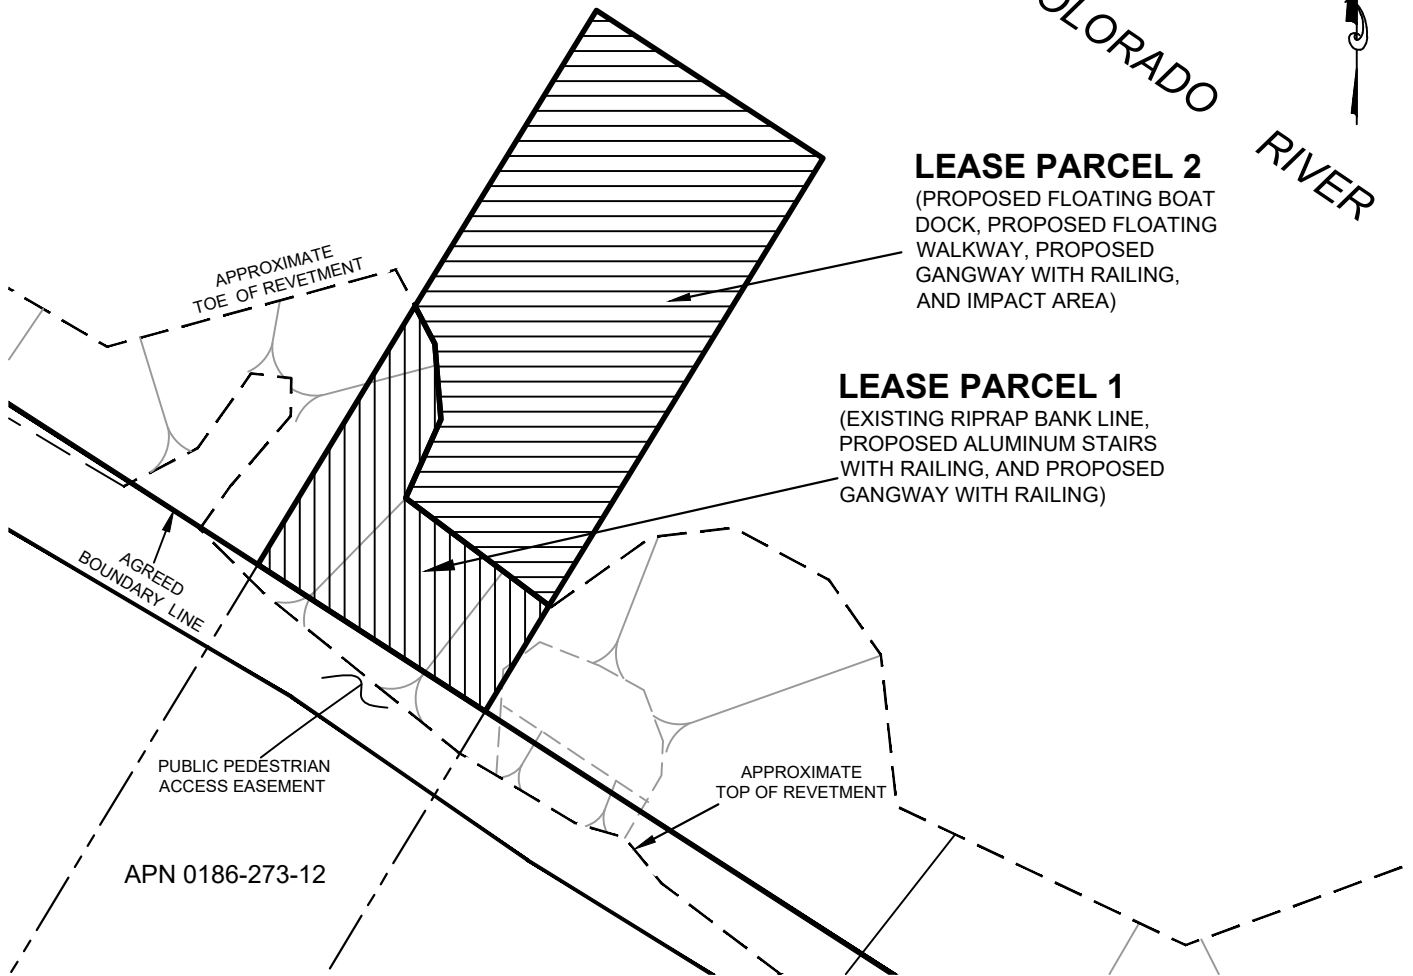 OLORADO
RIVER
LEASE PARCEL 2
(PROPOSED FLOATING BOAT
DOCK, PROPOSED FLOATING
WALKWAY, PROPOSED
GANGWAY WITH RAILING,
AND IMPACT AREA)
APPROXIMATE
TOE OF REVETMENT
LEASE PARCEL 1
(EXISTING RIPRAP BANK LINE,
PROPOSED ALUMINUM STAIRS
WITH RAILING, AND PROPOSED
GANGWAY WITH RAILING)
AGREED
BOUNDARY LINE
PUBLIC PEDESTRIAN
ACCESS EASEMENT
APPROXIMATE
TOP OF REVETMENT
APN 0186-273-12